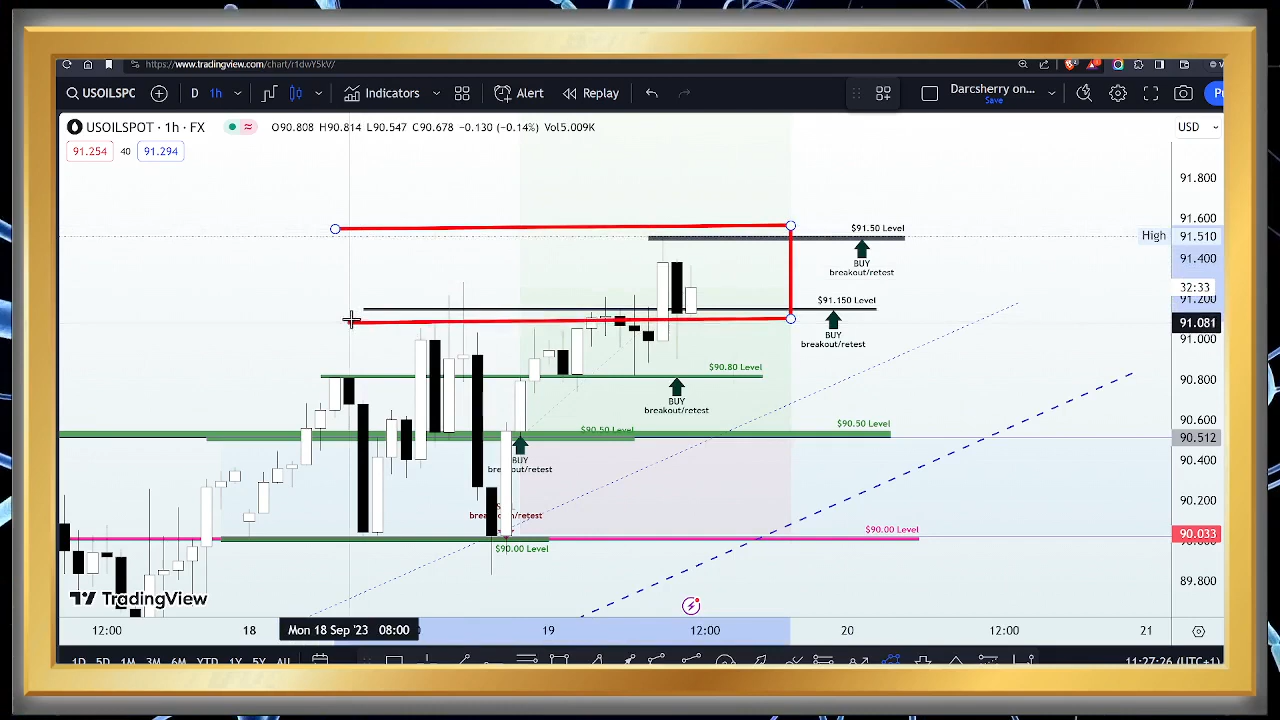 https://www.tradingview.com/chart/r1dwY5kV/
USOILSPC
D
1h
Indicators
Alert
Replay
Darcsherry on...
Save
USOILSPOT · 1h · FX
O90.808 H90.814 L90.547 C90.678 −0.130 (−0.14%) Vol5.009K
USD
91.254
40
91.294
91.800
91.600
$91.50 Level
High
91.510
91.400
BUY
breakout/retest
32:33
91.200
$91.150 Level
91.081
BUY
breakout/retest
91.000
$90.80 Level
90.800
BUY
breakout/retest
90.600
$90.50 Level
$90.50 Level
90.512
BUY
breakout/retest
90.400
90.200
$90.00 Level
90.033
$90.00 Level
89.800
TradingView
12:00
18
Mon 18 Sep '23 08:00
19
12:00
20
12:00
21
1D 5D 1M 3M 6M YTD 1Y 5Y All
11:27:26 (UTC+1)